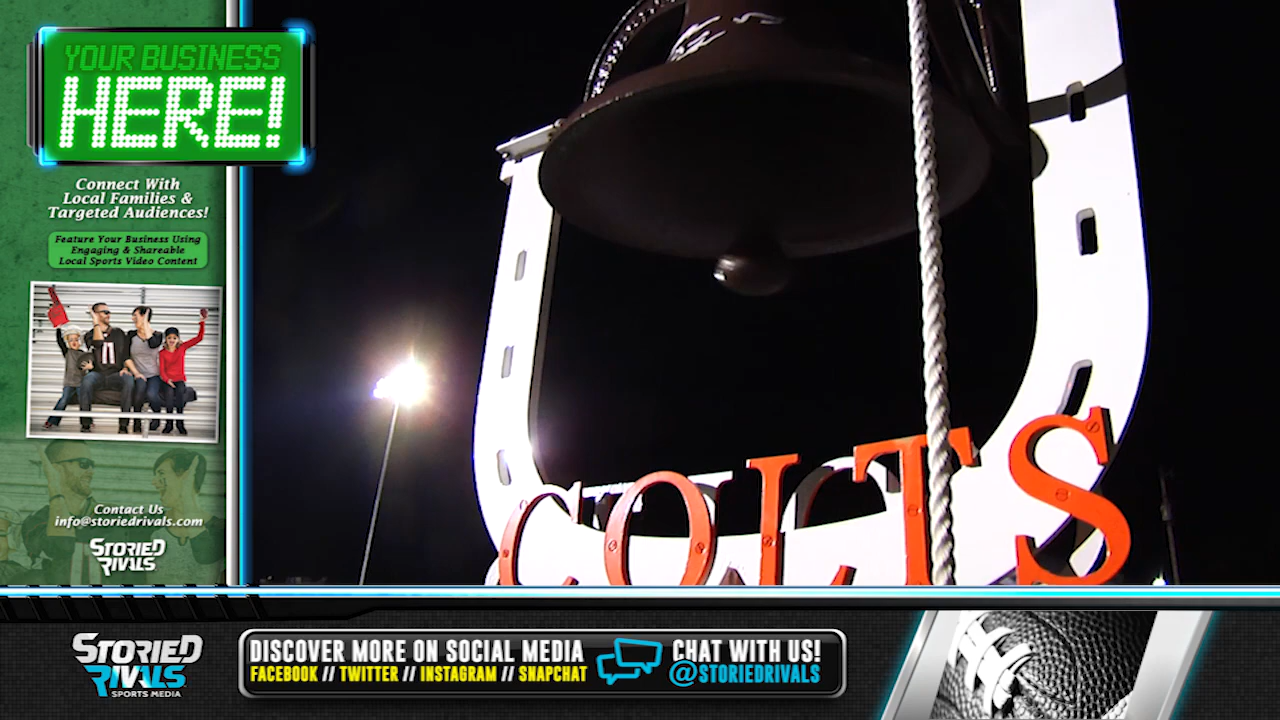 YOUR BUSINESS
HERE!
Connect With
Local Families &
Targeted Audiences!
Feature Your Business Using
Engaging & Shareable
Local Sports Video Content
Contact Us
info@storiedrivals.com
STORIED
RIVALS
COLTS
STORIED
RIVALS
SPORTS MEDIA
DISCOVER MORE ON SOCIAL MEDIA
FACEBOOK // TWITTER // INSTAGRAM // SNAPCHAT
CHAT WITH US!
@STORIEDRIVALS